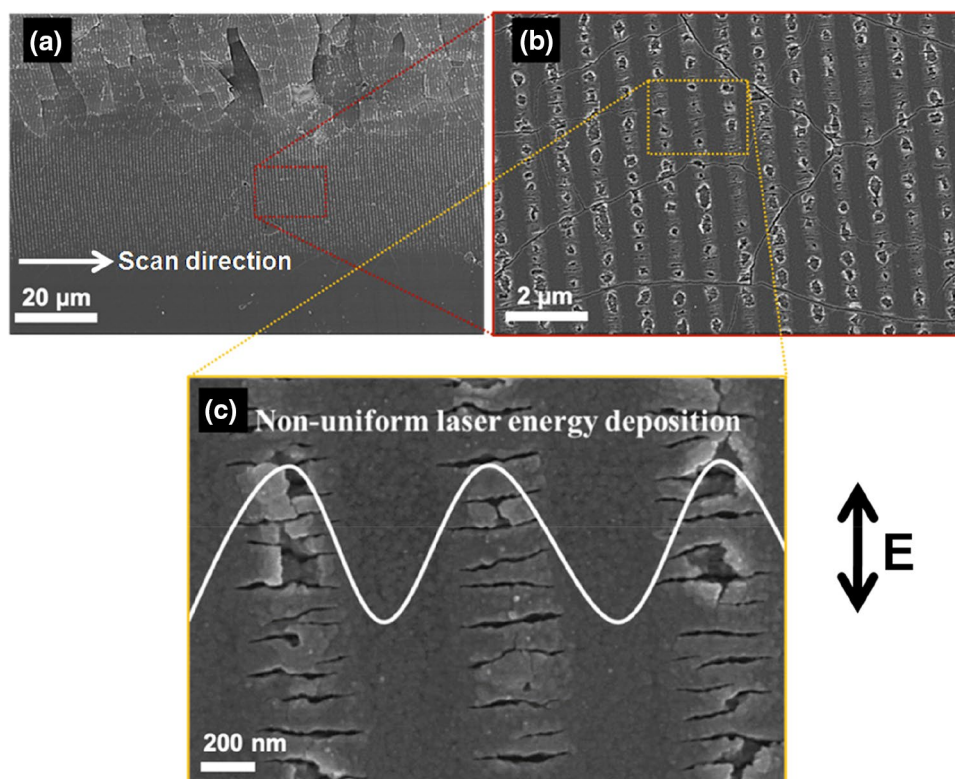 (a)
Scan direction
20 µm
(b)
2 µm
(c)
Non-uniform laser energy deposition
200 nm
E